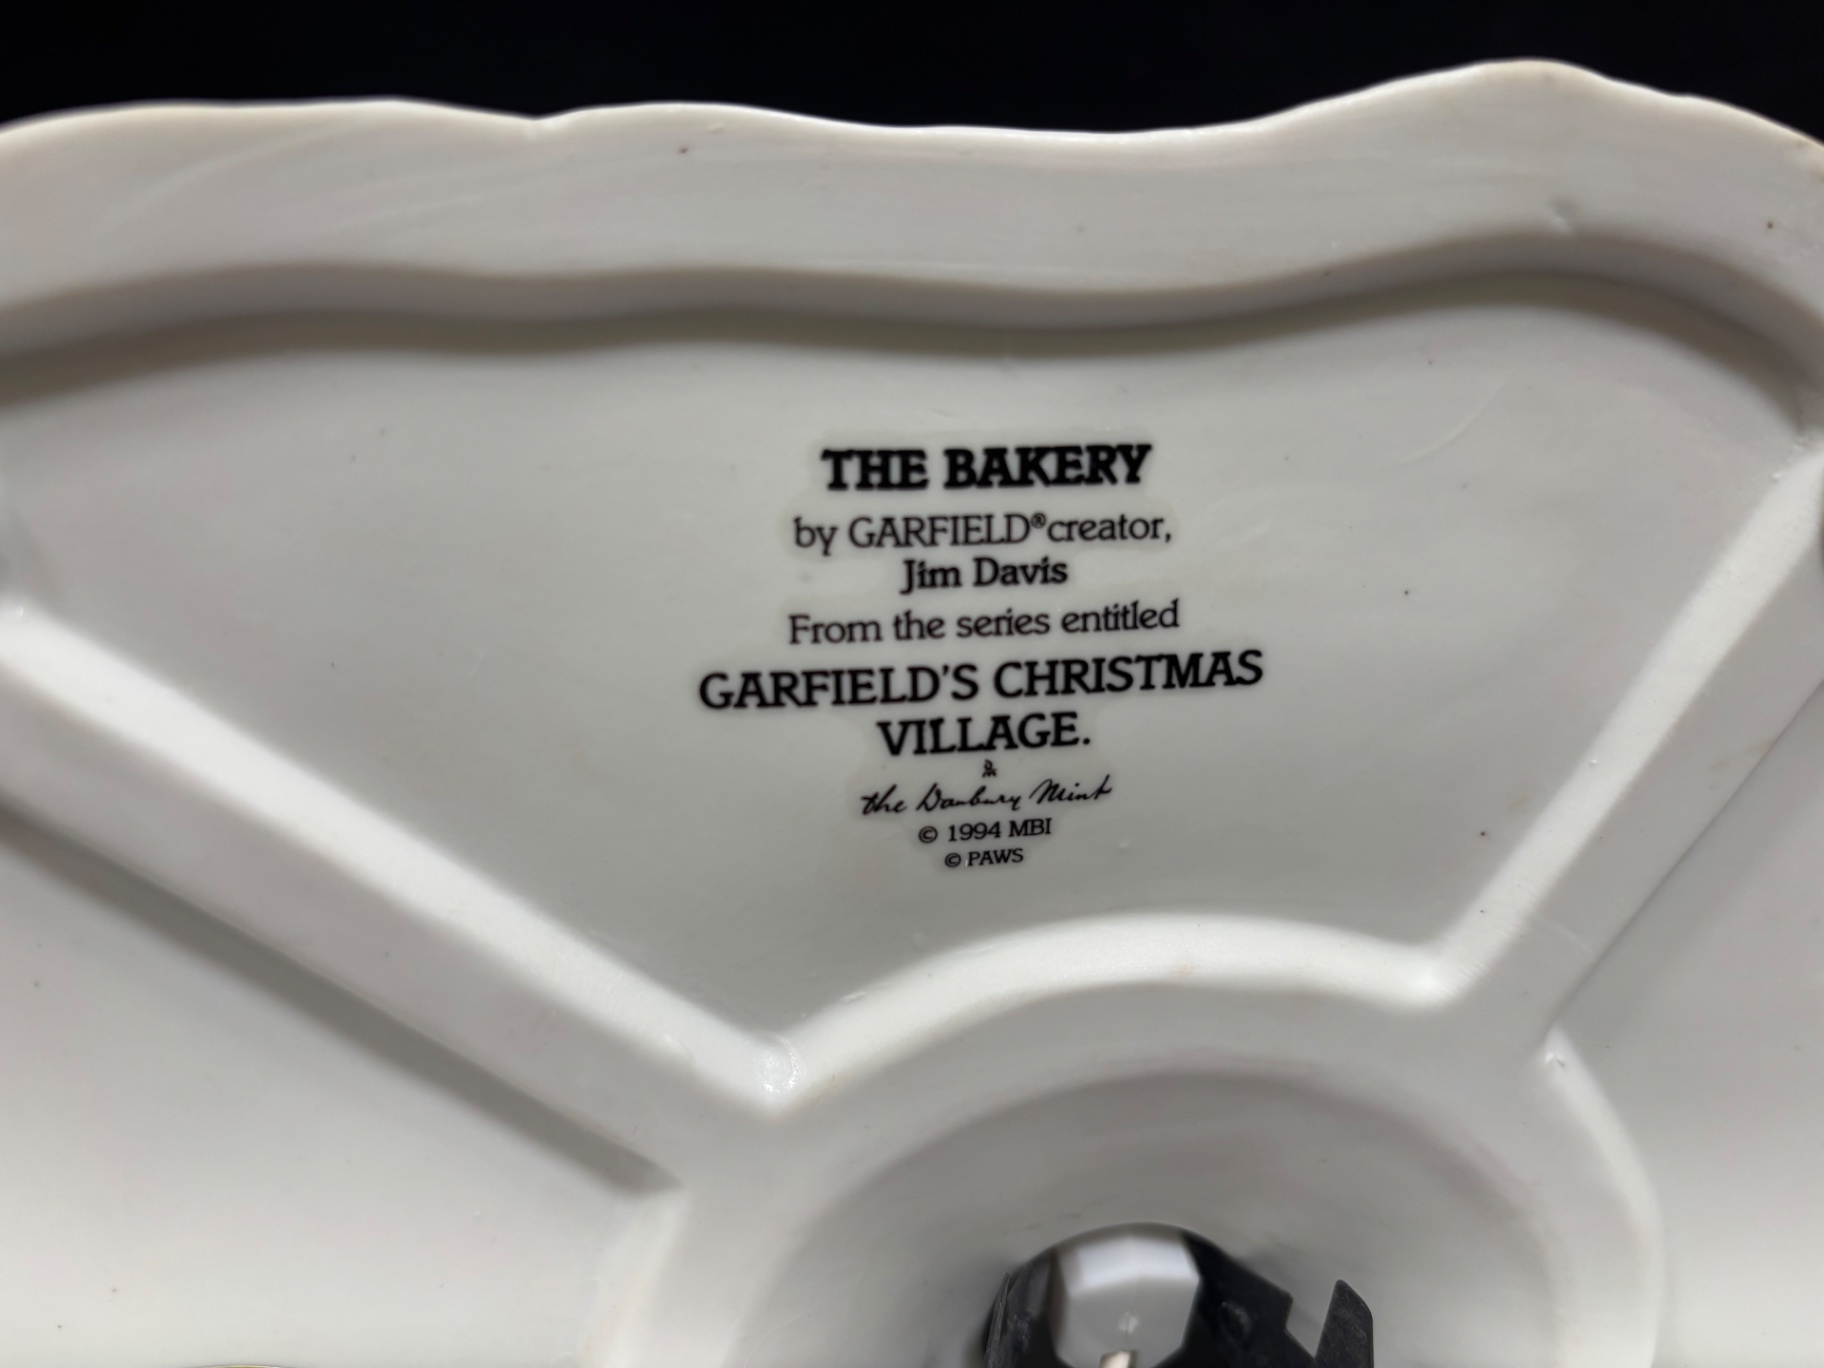 THE BAKERY
by GARFIELD® creator,
Jim Davis
From the series entitled
GARFIELD'S CHRISTMAS
VILLAGE.
the Danbury Mint
© 1994 MBI
© PAWS